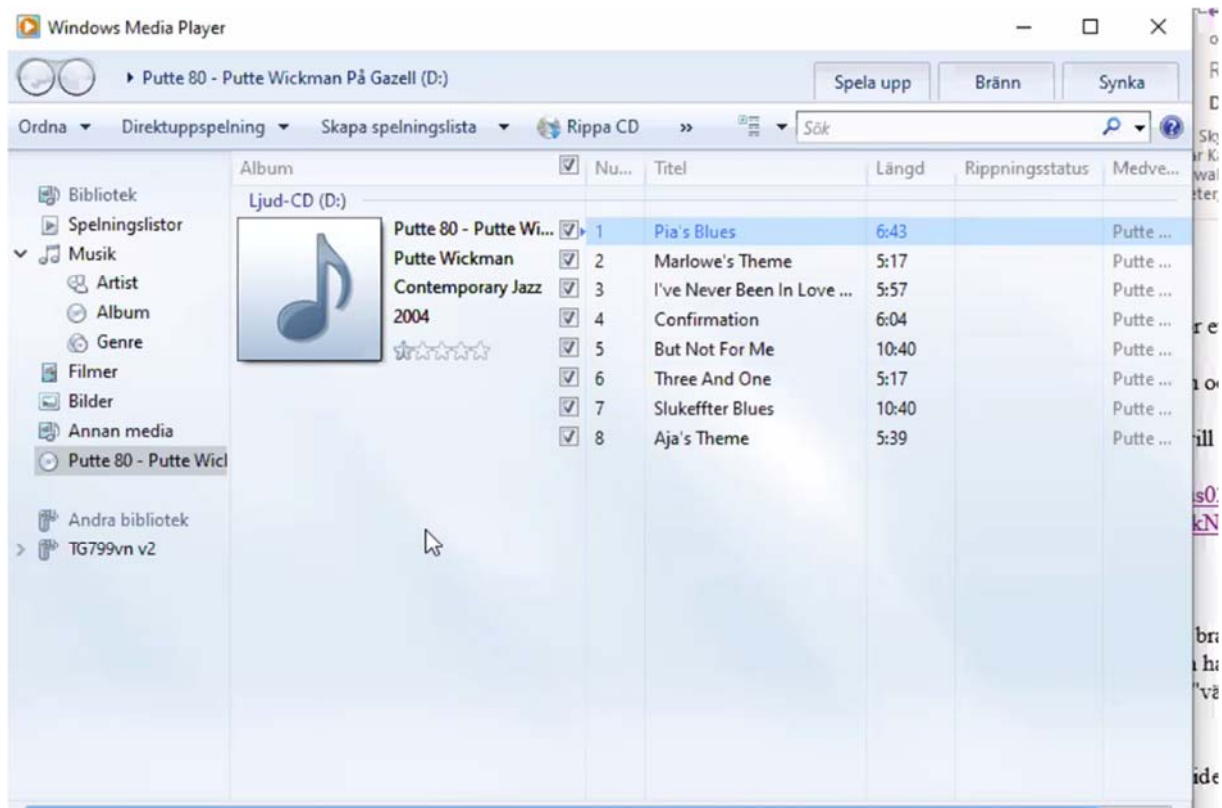 Windows Media Player
Putte 80 - Putte Wickman På Gazell (D:)
Spela upp Bränn Synka
Ordna Direktuppspelning Skapa spelningslista Rippa CD » Sök
Album Nu... Titel Längd Rippningsstatus Medve...
Bibliotek
Spelningslistor
Musik
Artist
Album
Genre
Filmer
Bilder
Annan media
Putte 80 - Putte Wicl
Andra bibliotek
TG799vn v2
Ljud-CD (D:)
Putte 80 - Putte Wi...
Putte Wickman
Contemporary Jazz
2004
1 Pia's Blues 6:43 Putte ...
2 Marlowe's Theme 5:17 Putte ...
3 I've Never Been In Love ... 5:57 Putte ...
4 Confirmation 6:04 Putte ...
5 But Not For Me 10:40 Putte ...
6 Three And One 5:17 Putte ...
7 Slukeffter Blues 10:40 Putte ...
8 Aja's Theme 5:39 Putte ...